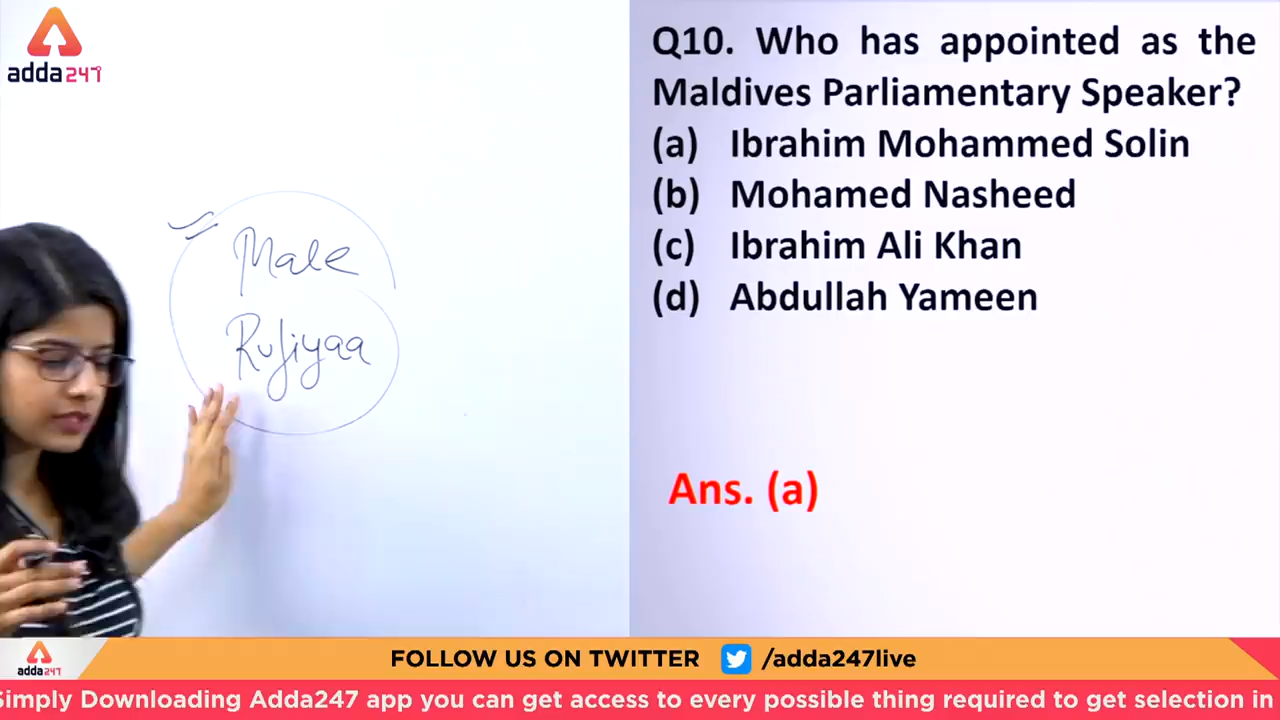 adda247
Male
Rufiyaa
Q10. Who has appointed as the
Maldives Parliamentary Speaker?
(a) Ibrahim Mohammed Solin
(b) Mohamed Nasheed
(c) Ibrahim Ali Khan
(d) Abdullah Yameen
Ans. (a)
adda247
FOLLOW US ON TWITTER /adda247live
Simply Downloading Adda247 app you can get access to every possible thing required to get selection in